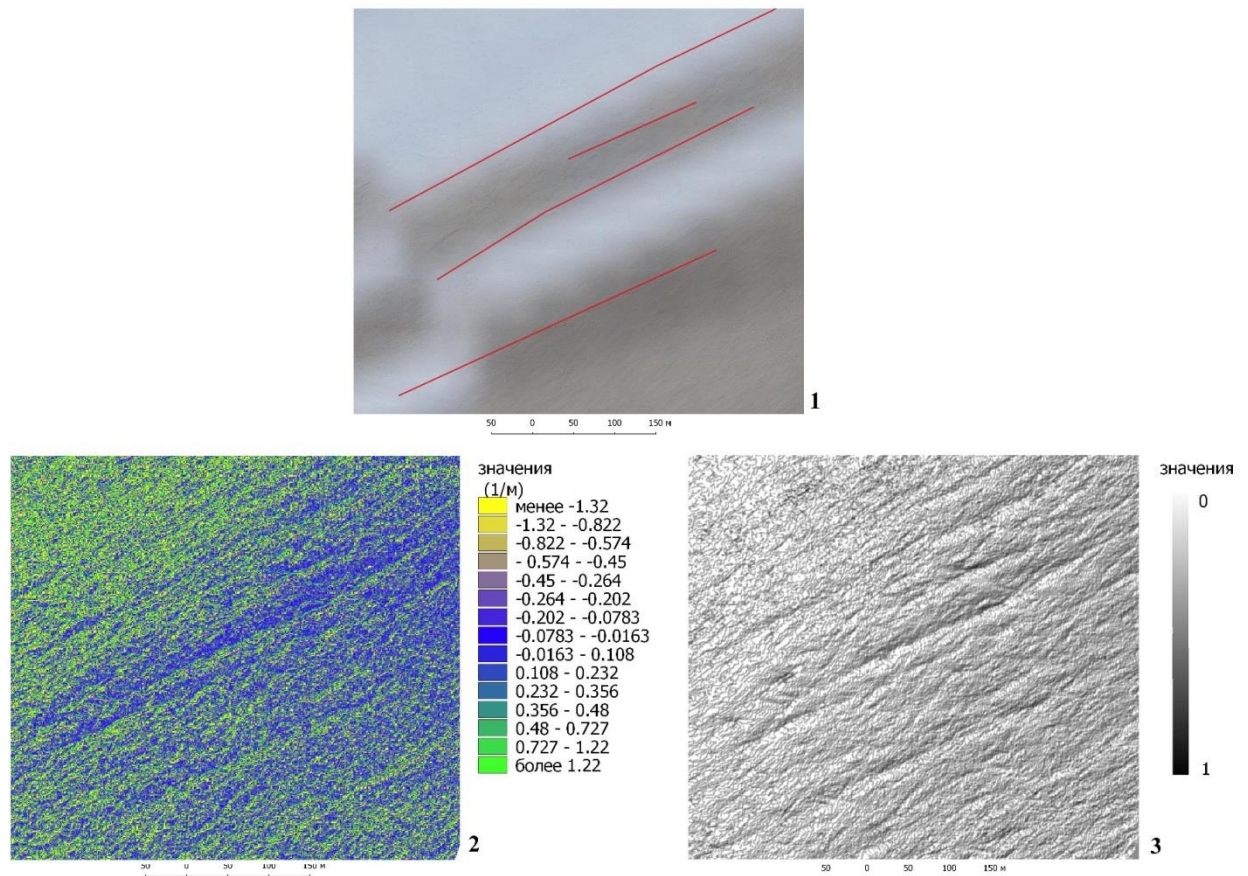 1
50 0 50 100 150 м
значения
(1/м)
менее -1.32
-1.32 - -0.822
-0.822 - -0.574
- 0.574 - -0.45
-0.45 - -0.264
-0.264 - -0.202
-0.202 - -0.0783
-0.0783 - -0.0163
-0.0163 - 0.108
0.108 - 0.232
0.232 - 0.356
0.356 - 0.48
0.48 - 0.727
0.727 - 1.22
более 1.22
2
50 0 50 100 150 м
значения
0
1
3
50 0 50 100 150 м